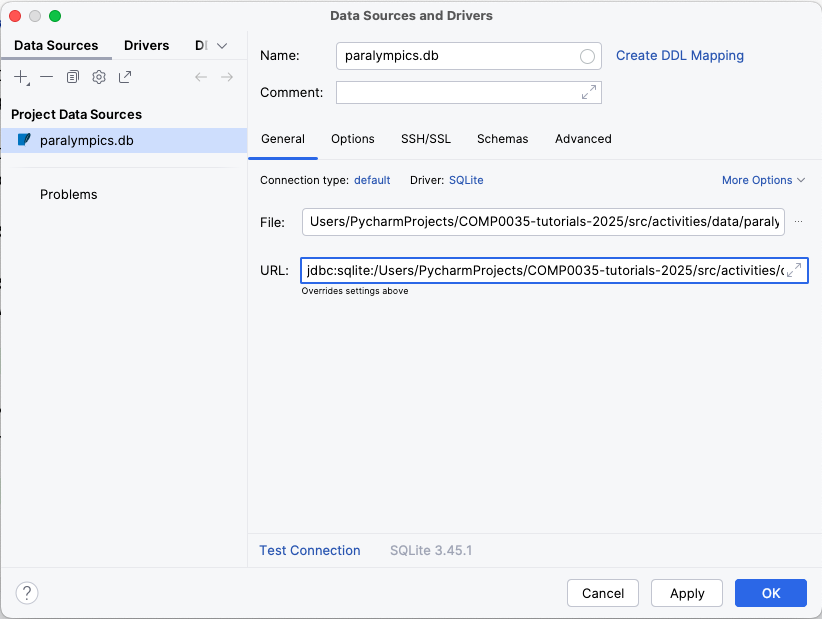 Data Sources and Drivers
Data Sources
Drivers
Project Data Sources
paralympics.db
Problems
Name:
paralympics.db
Create DDL Mapping
Comment:
General
Options
SSH/SSL
Schemas
Advanced
Connection type: default
Driver: SQLite
More Options
File:
Users/PycharmProjects/COMP0035-tutorials-2025/src/activities/data/paraly
URL:
jdbc:sqlite:/Users/PycharmProjects/COMP0035-tutorials-2025/src/activities/
Overrides settings above
Test Connection
SQLite 3.45.1
?
Cancel
Apply
OK